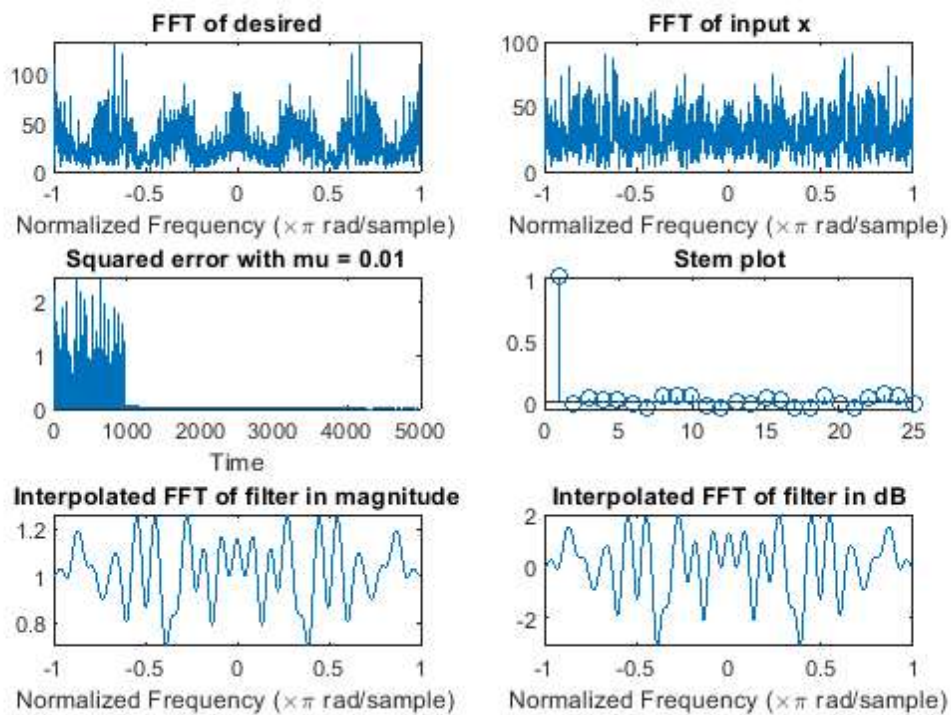 FFT of desired
100
50
0
-1 -0.5 0 0.5 1
Normalized Frequency (×π rad/sample)
FFT of input x
100
50
0
-1 -0.5 0 0.5 1
Normalized Frequency (×π rad/sample)
Squared error with mu = 0.01
2
1
0
0 1000 2000 3000 4000 5000
Time
Stem plot
1
0.5
0
0 5 10 15 20 25
Interpolated FFT of filter in magnitude
1.2
1
0.8
-1 -0.5 0 0.5 1
Normalized Frequency (×π rad/sample)
Interpolated FFT of filter in dB
2
0
-2
-1 -0.5 0 0.5 1
Normalized Frequency (×π rad/sample)